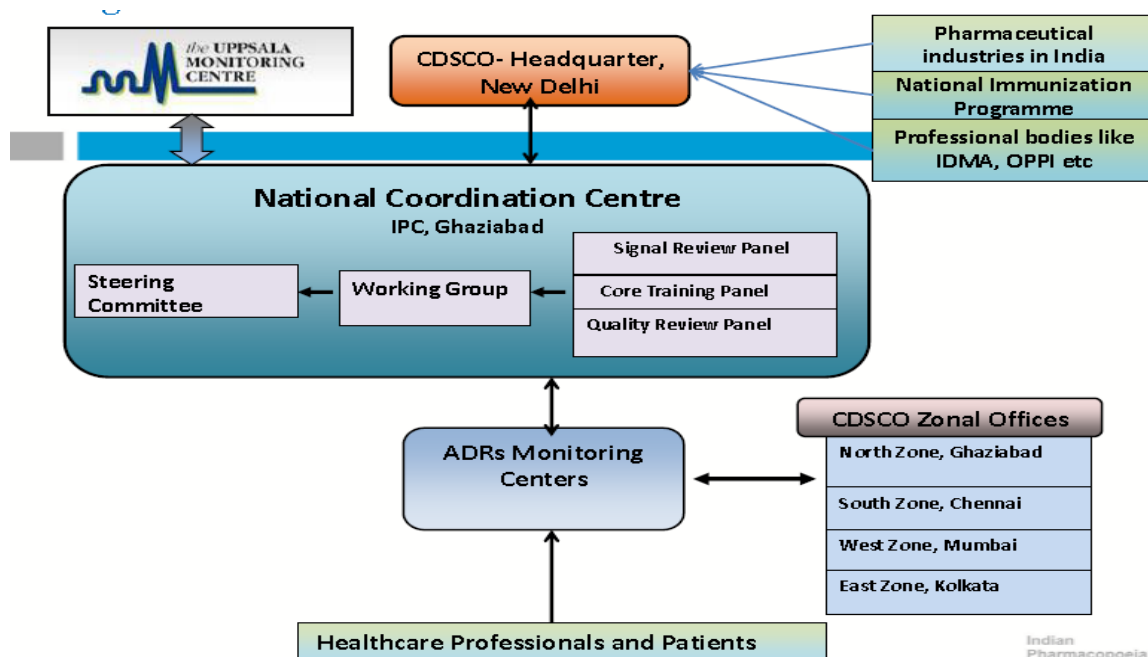 the UPPSALA
MONITORING
CENTRE
CDSCO- Headquarter,
New Delhi
Pharmaceutical
industries in India
National Immunization
Programme
Professional bodies like
IDMA, OPPI etc
National Coordination Centre
IPC, Ghaziabad
Signal Review Panel
Core Training Panel
Quality Review Panel
Working Group
Steering
Committee
ADRs Monitoring
Centers
CDSCO Zonal Offices
North Zone, Ghaziabad
South Zone, Chennai
West Zone, Mumbai
East Zone, Kolkata
Healthcare Professionals and Patients
Indian
Pharmacopoeia